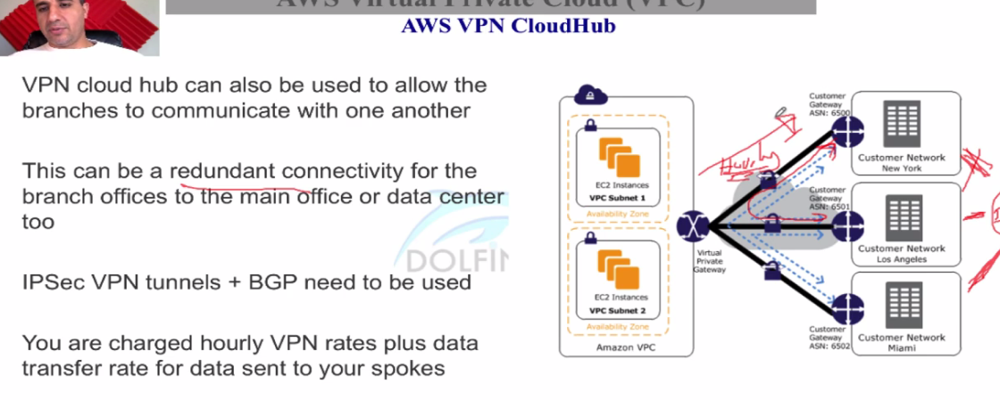 AWS Virtual Private Cloud (VPC)
AWS VPN CloudHub
VPN cloud hub can also be used to allow the
branches to communicate with one another
This can be a redundant connectivity for the
branch offices to the main office or data center
too
IPSec VPN tunnels + BGP need to be used
You are charged hourly VPN rates plus data
transfer rate for data sent to your spokes
DOLFIN
EC2 Instances
VPC Subnet 1
Availability Zone
EC2 Instances
VPC Subnet 2
Availability Zone
Amazon VPC
Virtual
Private
Gateway
Hourly
Customer
Gateway
ASN: 6500
Customer Network
New York
Customer
Gateway
ASN: 6501
Customer Network
Los Angeles
Customer
Gateway
ASN: 6502
Customer Network
Miami